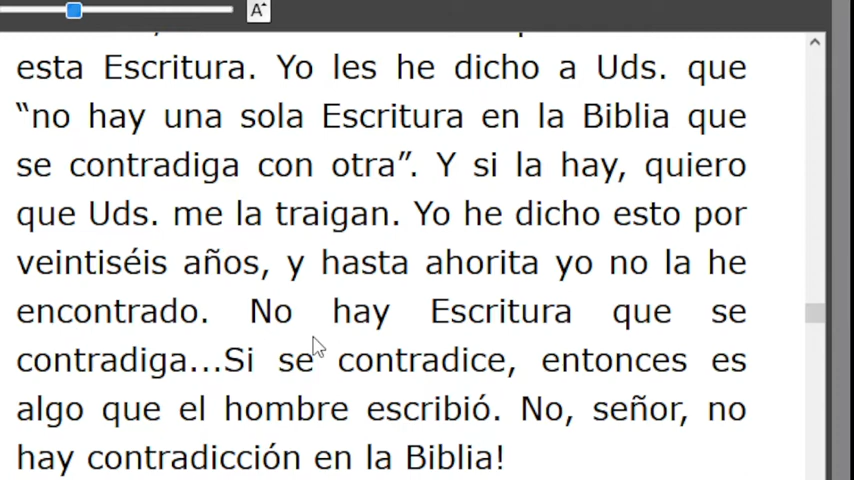 A
esta Escritura. Yo les he dicho a Uds. que
“no hay una sola Escritura en la Biblia que
se contradiga con otra”. Y si la hay, quiero
que Uds. me la traigan. Yo he dicho esto por
veintiséis años, y hasta ahorita yo no la he
encontrado. No hay Escritura que se
contradiga...Si se contradice, entonces es
algo que el hombre escribió. No, señor, no
hay contradicción en la Biblia!